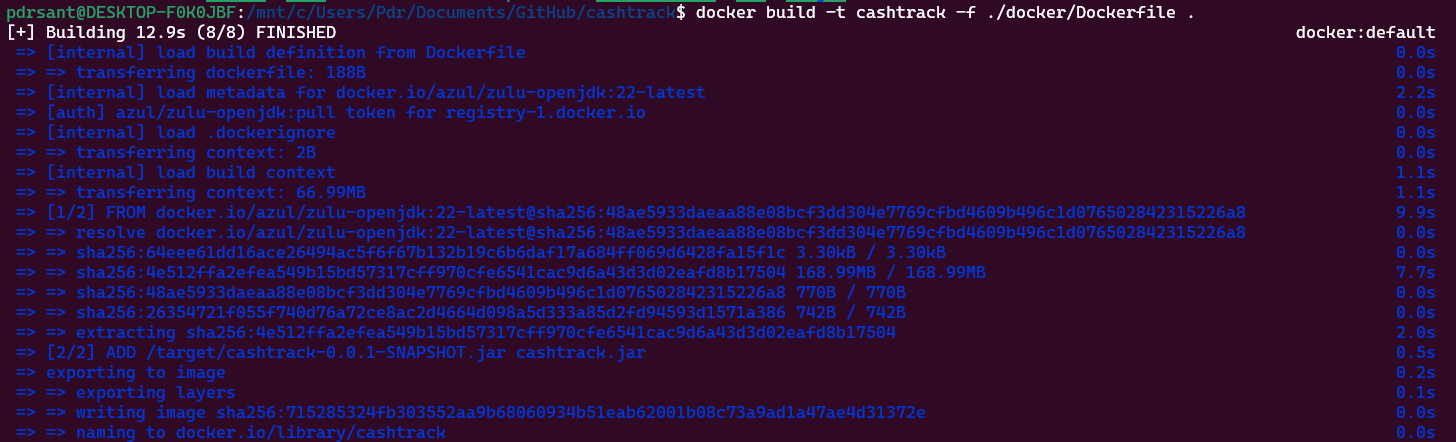 pdrsant@DESKTOP-F0K0JBF:/mnt/c/Users/Pdr/Documents/GitHub/cashtrack$ docker build -t cashtrack -f ./docker/Dockerfile .
[+] Building 12.9s (8/8) FINISHED docker:default
=> [internal] load build definition from Dockerfile 0.0s
=> => transferring dockerfile: 188B 0.0s
=> [internal] load metadata for docker.io/azul/zulu-openjdk:22-latest 2.2s
=> [auth] azul/zulu-openjdk:pull token for registry-1.docker.io 0.0s
=> [internal] load .dockerignore 0.0s
=> => transferring context: 2B 0.0s
=> [internal] load build context 1.1s
=> => transferring context: 66.99MB 1.1s
=> [1/2] FROM docker.io/azul/zulu-openjdk:22-latest@sha256:48ae5933daeaa88e08bcf3dd304e7769cfbd4609b496c1d076502842315226a8 9.9s
=> => resolve docker.io/azul/zulu-openjdk:22-latest@sha256:48ae5933daeaa88e08bcf3dd304e7769cfbd4609b496c1d076502842315226a8 0.0s
=> => sha256:64eee61dd16ace26494ac5f6f67b132b19c6b6daf17a684ff069d6428fa15f1c 3.30kB / 3.30kB 0.0s
=> => sha256:4e512ffa2efea549b15bd57317cff970cfe6541cac9d6a43d3d02eafd8b17504 168.99MB / 168.99MB 7.7s
=> => sha256:48ae5933daeaa88e08bcf3dd304e7769cfbd4609b496c1d076502842315226a8 770B / 770B 0.0s
=> => sha256:26354721f055f740d76a72ce8ac2d4664d098a5d333a85d2fd94593d1571a386 742B / 742B 0.0s
=> => extracting sha256:4e512ffa2efea549b15bd57317cff970cfe6541cac9d6a43d3d02eafd8b17504 2.0s
=> [2/2] ADD /target/cashtrack-0.0.1-SNAPSHOT.jar cashtrack.jar 0.5s
=> exporting to image 0.2s
=> => exporting layers 0.1s
=> => writing image sha256:715285324fb303552aa9b68060934b51eab62001b08c73a9ad1a47ae4d31372e 0.0s
=> => naming to docker.io/library/cashtrack 0.0s